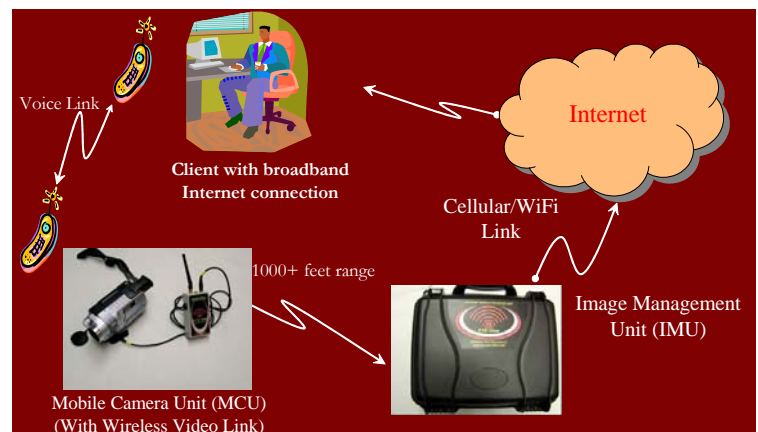 Voice Link
Client with broadband
Internet connection
Internet
Cellular/WiFi
Link
1000+ feet range
Image Management
Unit (IMU)
Mobile Camera Unit (MCU)
(With Wireless Video Link)